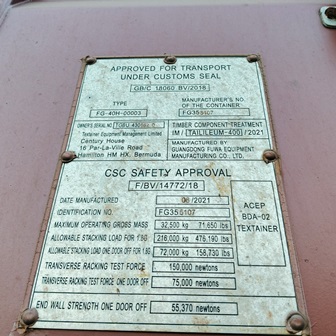 APPROVED FOR TRANSPORT
UNDER CUSTOMS SEAL
GB/C 18060 BV/2018
TYPE
MANUFACTURER'S NO.
OF THE CONTAINER
FG-40H-00003
OWNER'S SERIAL NO
Textainer Equipment Management Limited
Century House
16 Par-La-Ville Road
Hamilton HM HX, Bermuda
TIMBER COMPONENT TREATMENT
IM / TAILILEUM-400 / 2021
MANUFACTURED BY
GUANGDONG FUWA EQUIPMENT
MANUFACTURING CO., LTD.
CSC SAFETY APPROVAL
F/BV/14772/18
DATE MANUFACTURED 06/2021
IDENTIFICATION NO. FG356107
MAXIMUM OPERATING GROSS MASS 32,500 kg 71,650 lbs
ALLOWABLE STACKING LOAD FOR 1.8G 216,000 kg 476,190 lbs
ALLOWABLE STACKING LOAD ONE DOOR OFF FOR 1.8G 72,000 kg 158,730 lbs
TRANSVERSE RACKING TEST FORCE 150,000 newtons
TRANSVERSE RACKING TEST FORCE ONE DOOR OFF 75,000 newtons
END WALL STRENGTH ONE DOOR OFF 55,370 newtons
ACEP
BDA-02
TEXTAINER